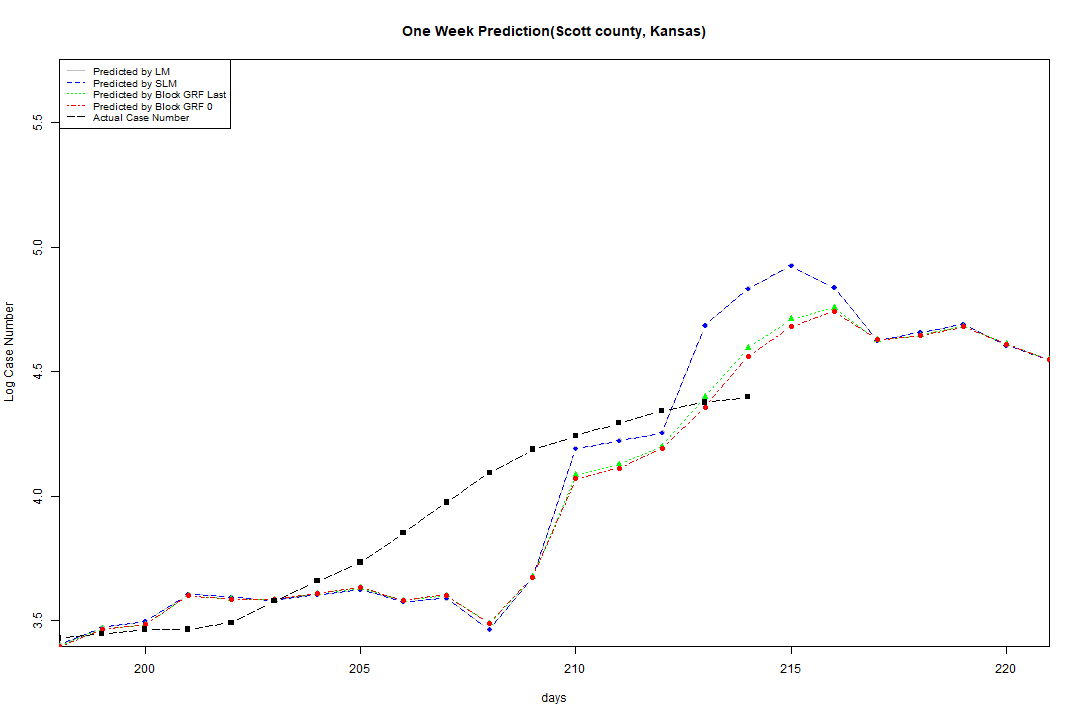 One Week Prediction(Scott county, Kansas)
Predicted by LM
Predicted by SLM
Predicted by Block GRF Last
Predicted by Block GRF 0
Actual Case Number
5.5
5.0
4.5
4.0
3.5
Log Case Number
200 205 210 215 220
days